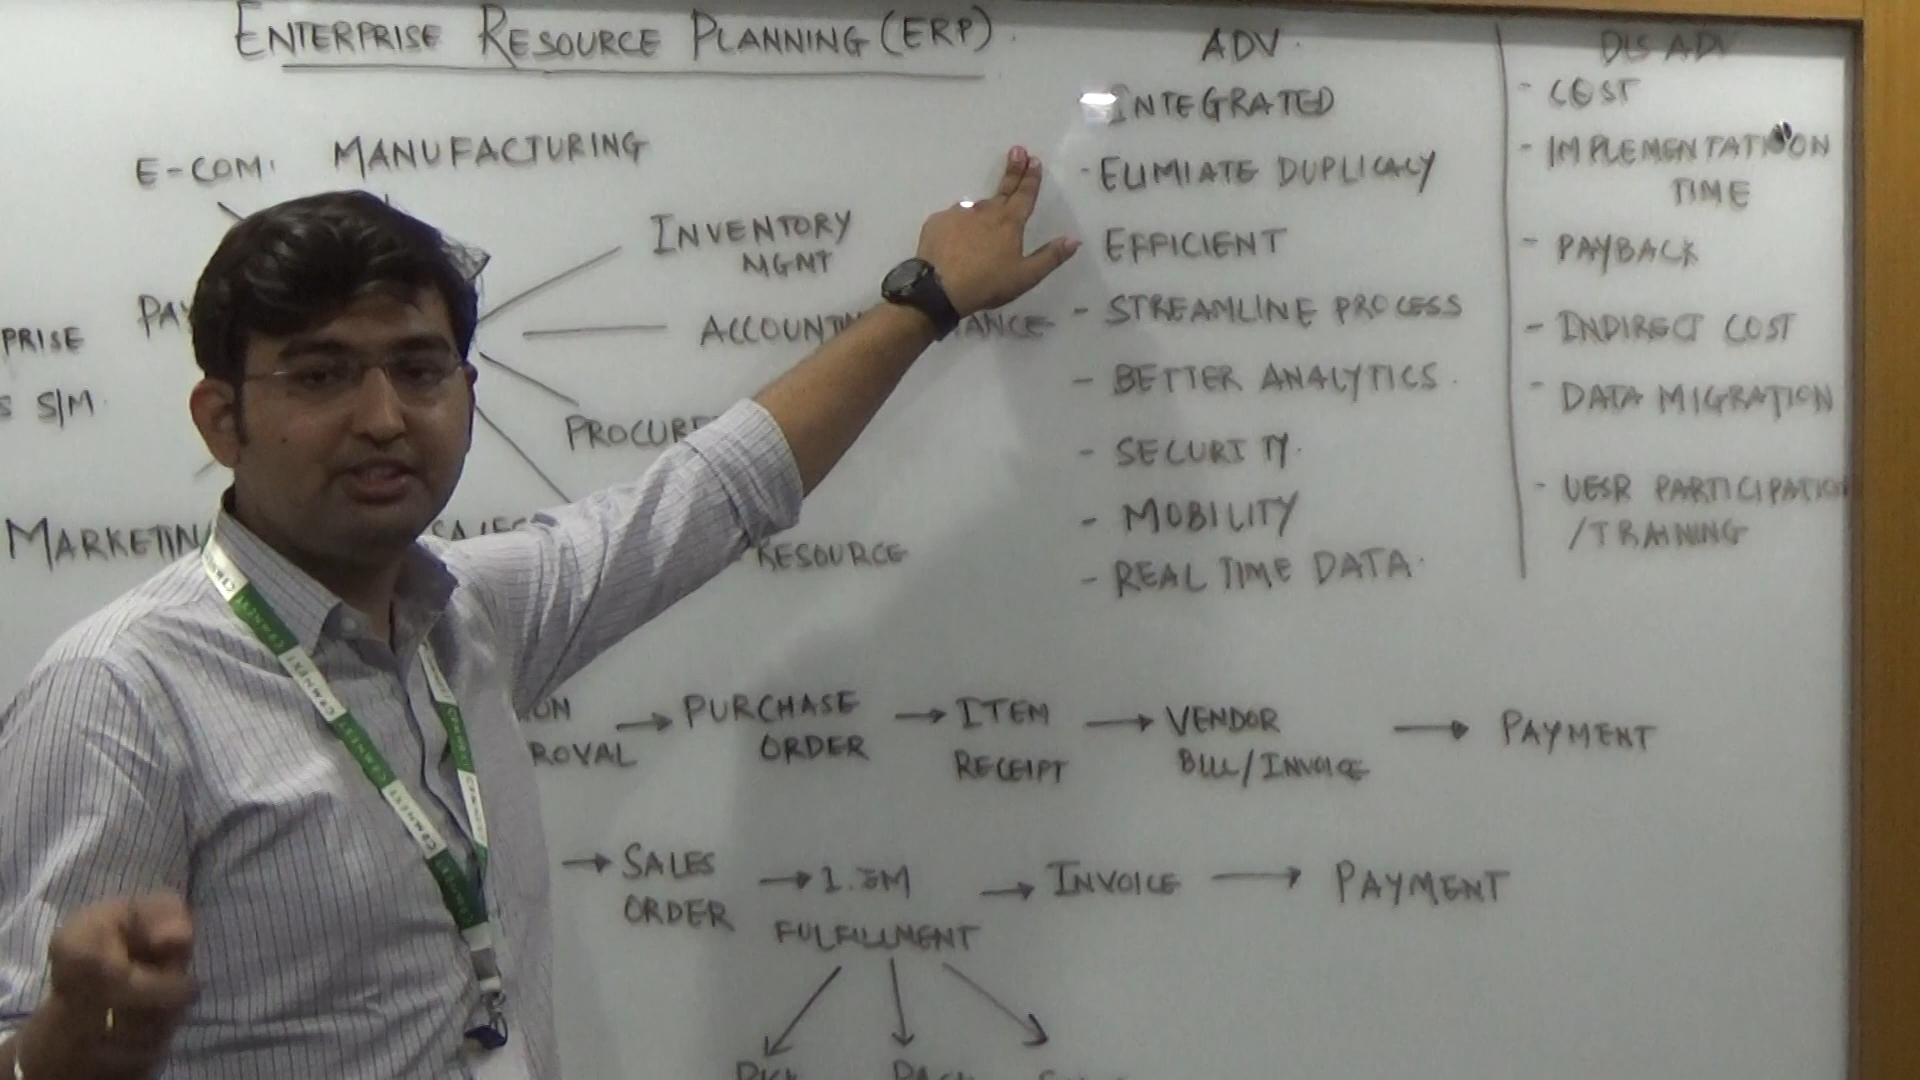 ENTERPRISE RESOURCE PLANNING (ERP).
E-COM.
MANUFACTURING
INVENTORY
MGMT
PRISE
S S/M.
MARKETIN
RESOURCE
ADV.
INTEGRATED
- ELIMIATE DUPLICACY
EFFICIENT
- STREAMLINE PROCESS
- BETTER ANALYTICS.
- SECURITY.
- MOBILITY
- REAL TIME DATA.
DIS ADV
- COST
- IMPLEMENTATION
TIME
- PAYBACK
- INDIRECT COST
- DATA MIGRATION
- UESR PARTICIPATION
/TRAINING
ROVAL
→ PURCHASE
ORDER
→ ITEM
RECEIPT
→ VENDOR
BILL/INVOICE
→ PAYMENT
→ SALES
ORDER
FULFILLMENT
→ INVOICE → PAYMENT
COMNEXT